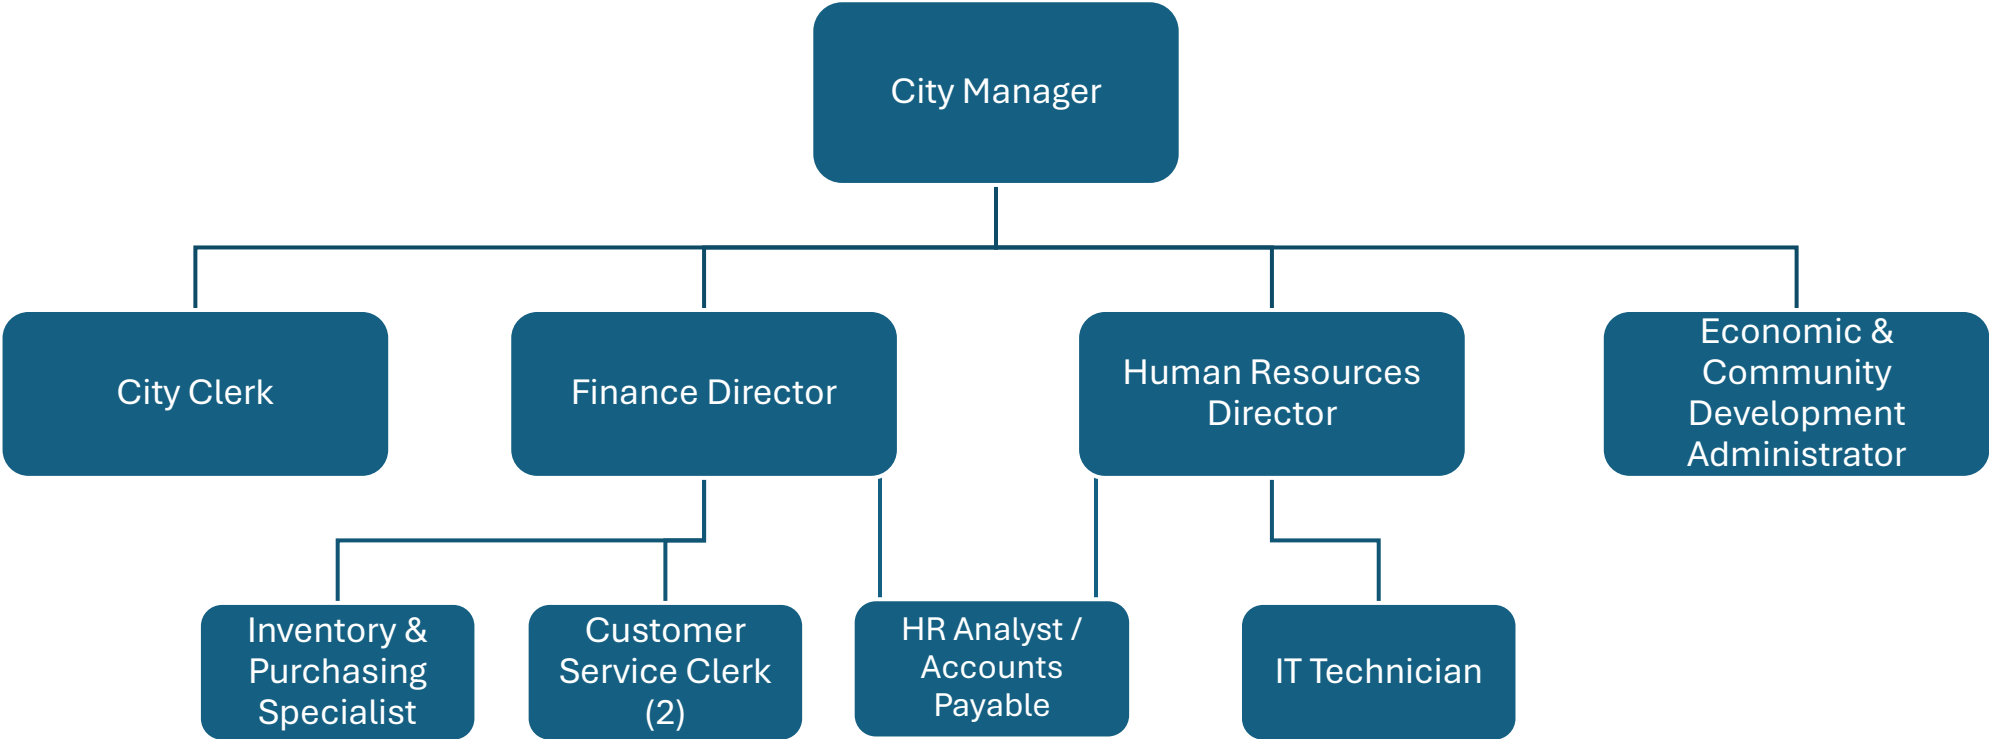 City Manager
City Clerk
Finance Director
Human Resources
Director
Economic &
Community
Development
Administrator
Inventory &
Purchasing
Specialist
Customer
Service Clerk
(2)
HR Analyst /
Accounts
Payable
IT Technician